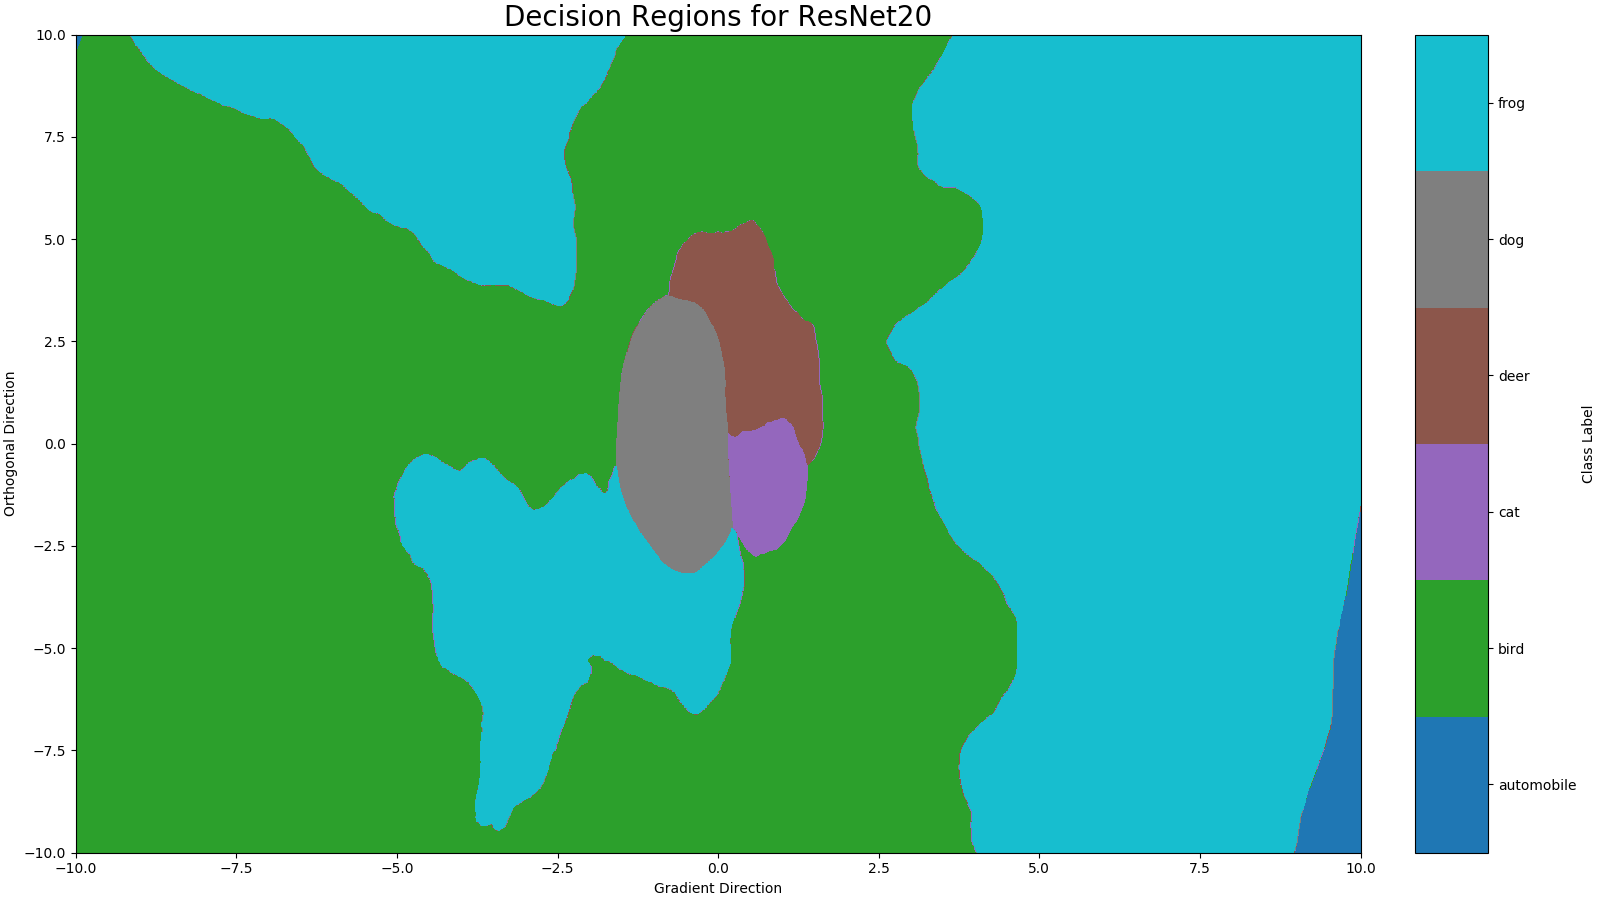 Decision Regions for ResNet20
10.0
7.5
5.0
2.5
0.0
−2.5
−5.0
−7.5
−10.0
Orthogonal Direction
−10.0 −7.5 −5.0 −2.5 0.0 2.5 5.0 7.5 10.0
Gradient Direction
frog
dog
deer
cat
bird
automobile
Class Label